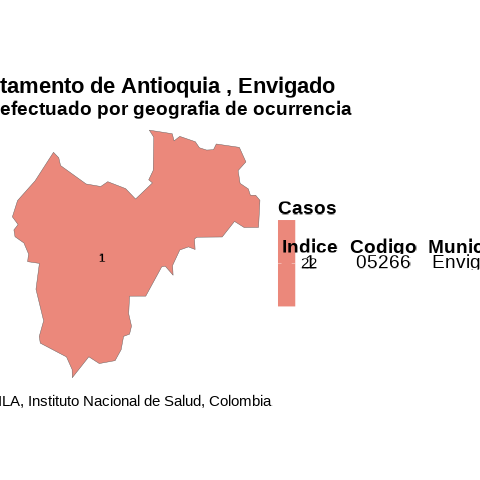 tamento de Antioquia , Envigado
efectuado por geografia de ocurrencia
Casos
Indice Codigo Munic
1 05266 Envig
22
1
ILA, Instituto Nacional de Salud, Colombia